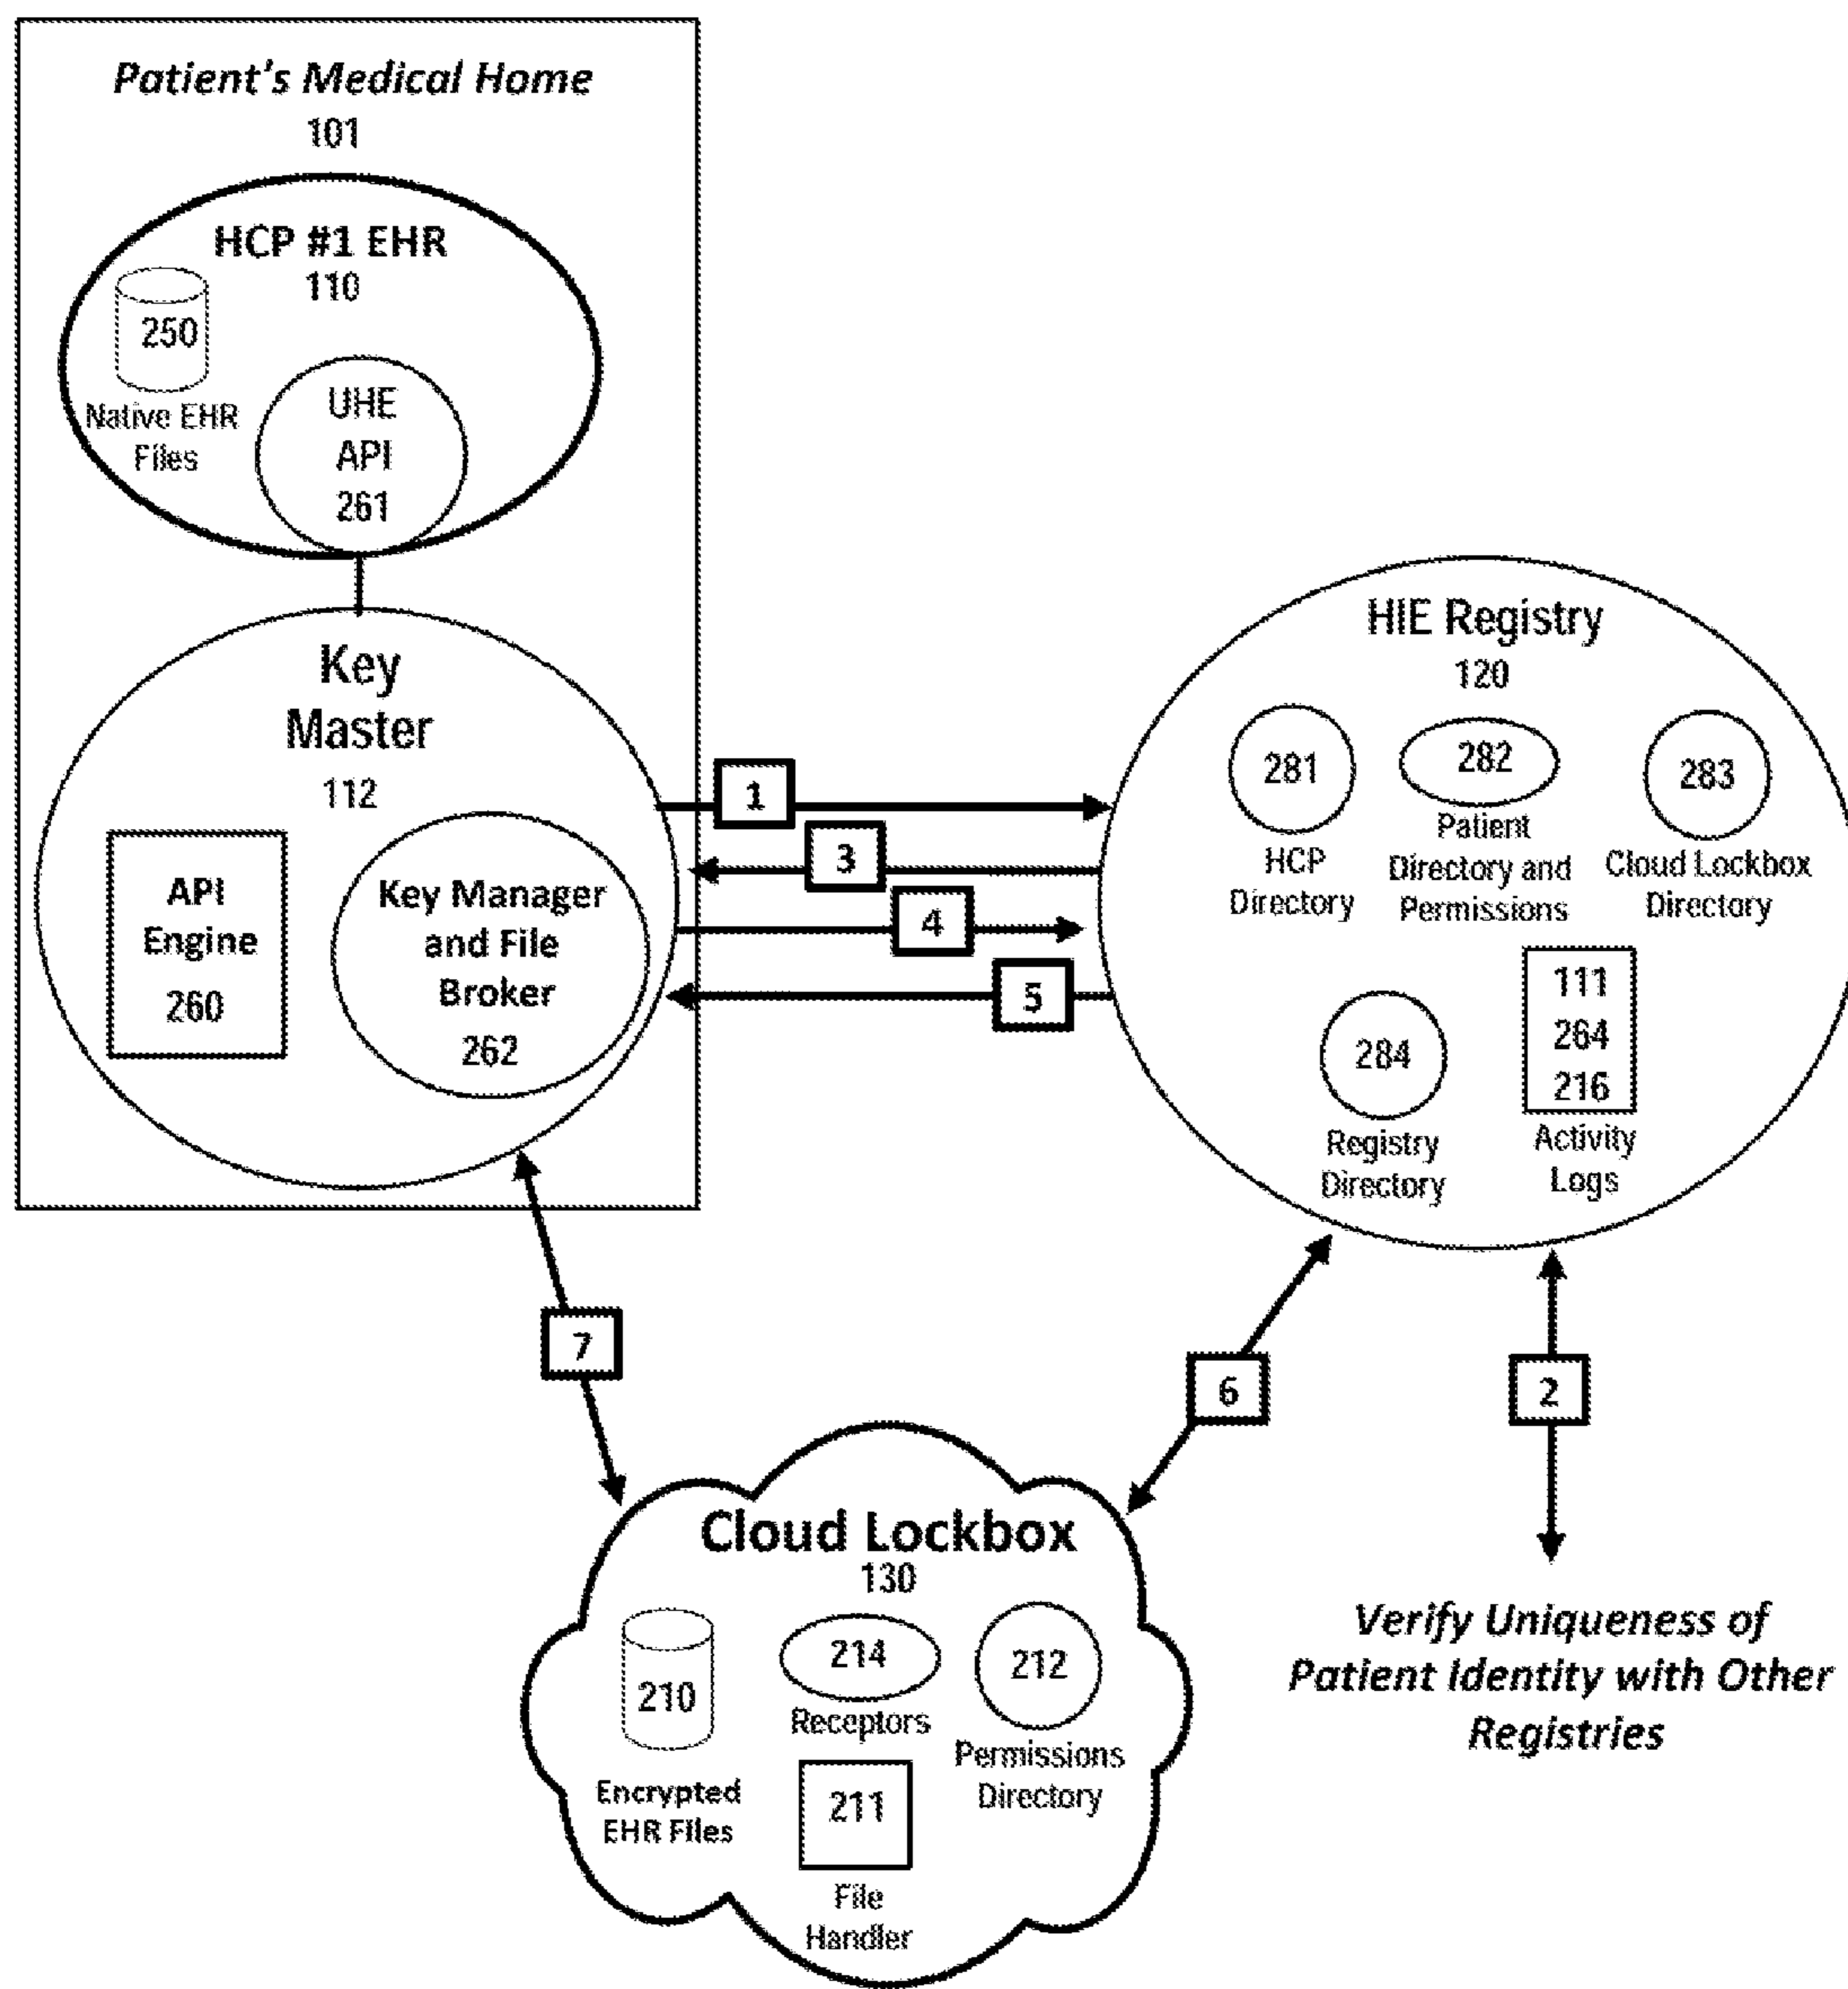 Patient's Medical Home
101
HCP #1 EHR
110
250
Native EHR
Files
UHE
API
261
Key
Master
112
API
Engine
260
Key Manager
and File
Broker
262
1
3
4
5
HIE Registry
120
281
HCP
Directory
282
Patient
Directory and
Permissions
283
Cloud Lockbox
Directory
284
Registry
Directory
111
264
216
Activity
Logs
7
6
2
Cloud Lockbox
130
210
Encrypted
EHR Files
214
Receptors
212
Permissions
Directory
211
File
Handler
Verify Uniqueness of
Patient Identity with Other
Registries